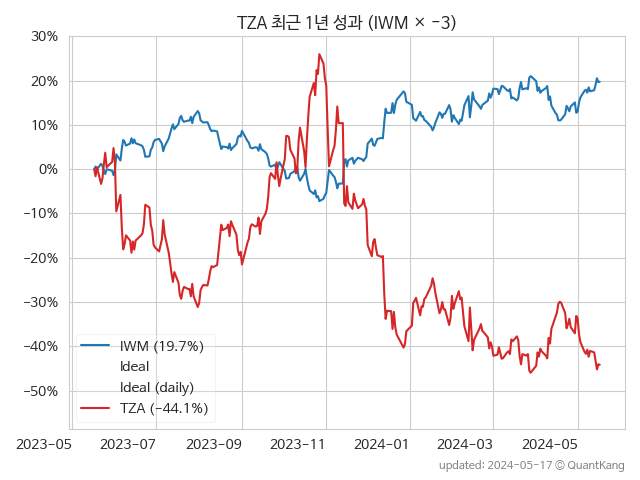 TZA 최근 1년 성과 (IWM × −3)
30%
20%
10%
0%
−10%
−20%
−30%
−40%
−50%
IWM (19.7%)
Ideal
Ideal (daily)
TZA (−44.1%)
2023−05
2023−07
2023−09
2023−11
2024−01
2024−03
2024−05
updated: 2024−05−17 © QuantKang